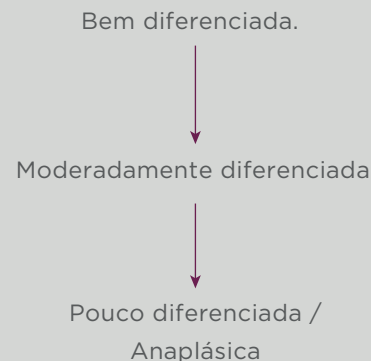 Bem diferenciada.
Moderadamente diferenciada
Pouco diferenciada /
Anaplásica